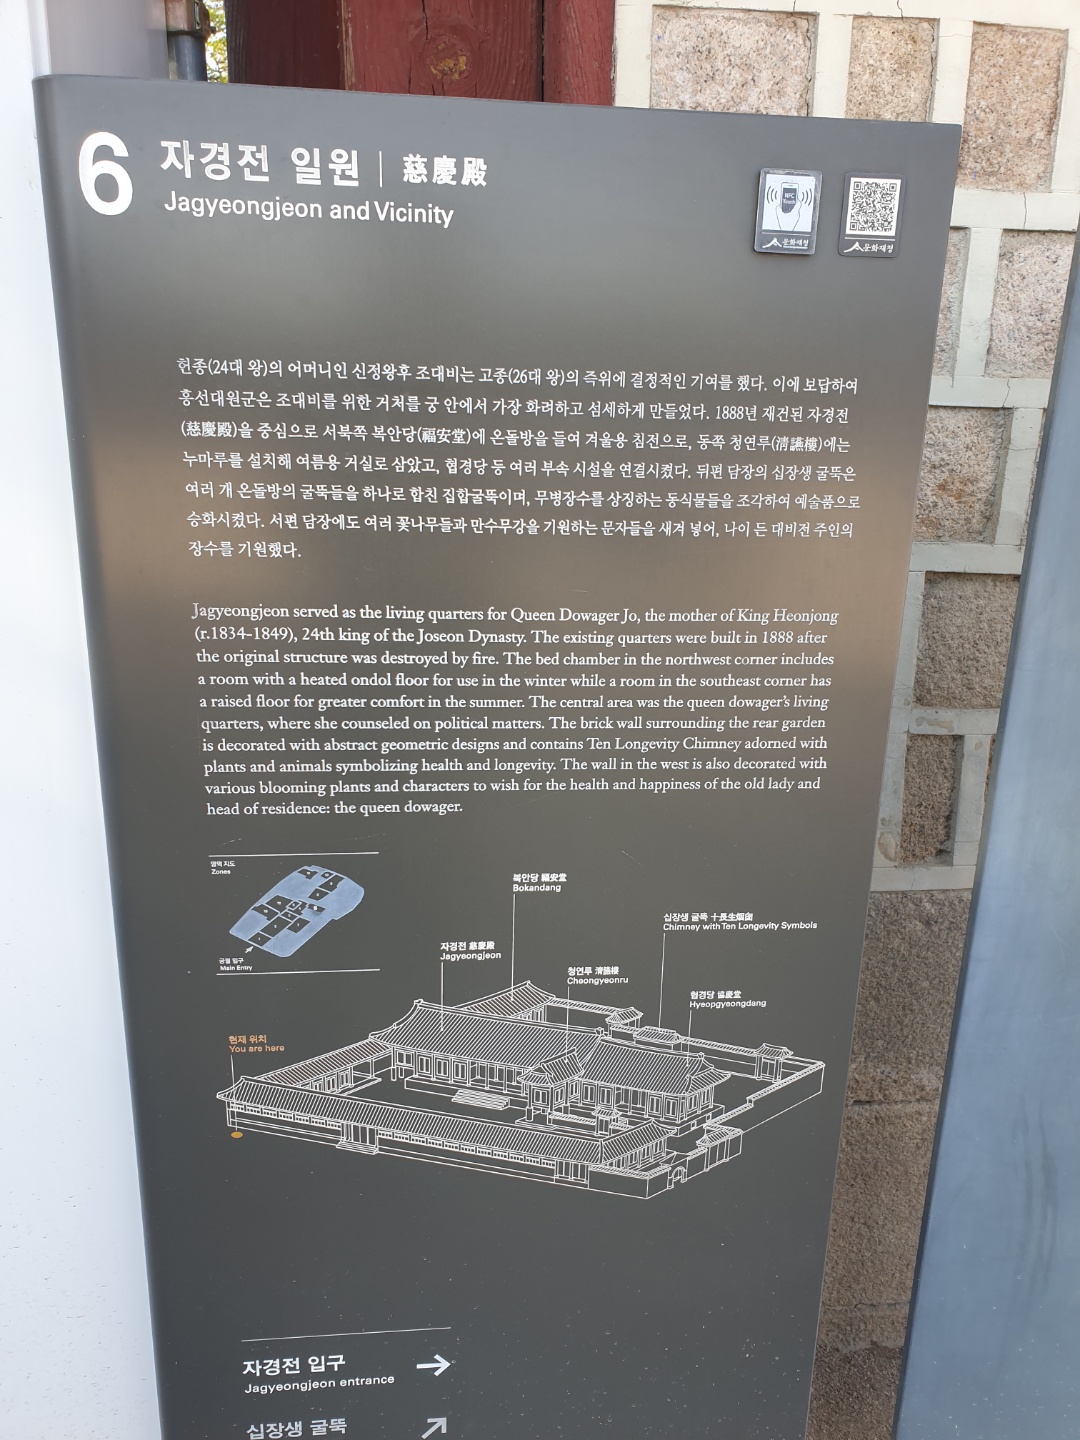 6
자경전 일원 | 慈慶殿
Jagyeongjeon and Vicinity
NFC
Touch
문화재청
문화재청
헌종(24대 왕)의 어머니인 신정왕후 조대비는 고종(26대 왕)의 즉위에 결정적인 기여를 했다. 이에 보답하여
흥선대원군은 조대비를 위한 거처를 궁 안에서 가장 화려하고 섬세하게 만들었다. 1888년 재건된 자경전
(慈慶殿)을 중심으로 서북쪽 복안당(福安堂)에 온돌방을 들여 겨울용 침전으로, 동쪽 청연루(淸讌樓)에는
누마루를 설치해 여름용 거실로 삼았고, 협경당 등 여러 부속 시설을 연결시켰다. 뒤편 담장의 십장생 굴뚝은
여러 개 온돌방의 굴뚝들을 하나로 합친 집합굴뚝이며, 무병장수를 상징하는 동식물들을 조각하여 예술품으로
승화시켰다. 서편 담장에도 여러 꽃나무들과 만수무강을 기원하는 문자들을 새겨 넣어, 나이 든 대비전 주인의
장수를 기원했다.
Jagyeongjeon served as the living quarters for Queen Dowager Jo, the mother of King Heonjong
(r.1834-1849), 24th king of the Joseon Dynasty. The existing quarters were built in 1888 after
the original structure was destroyed by fire. The bed chamber in the northwest corner includes
a room with a heated ondol floor for use in the winter while a room in the southeast corner has
a raised floor for greater comfort in the summer. The central area was the queen dowager's living
quarters, where she counseled on political matters. The brick wall surrounding the rear garden
is decorated with abstract geometric designs and contains Ten Longevity Chimney adorned with
plants and animals symbolizing health and longevity. The wall in the west is also decorated with
various blooming plants and characters to wish for the health and happiness of the old lady and
head of residence: the queen dowager.
권역 지도
Zones
궁궐 입구
Main Entry
복안당 福安堂
Bokandang
자경전 慈慶殿
Jagyeongjeon
청연루 淸讌樓
Cheongyeonru
십장생 굴뚝 十長生烟囱
Chimney with Ten Longevity Symbols
협경당 協慶堂
Hyeopgyeongdang
현재 위치
You are here
자경전 입구 →
Jagyeongjeon entrance
십장생 굴뚝 ↗